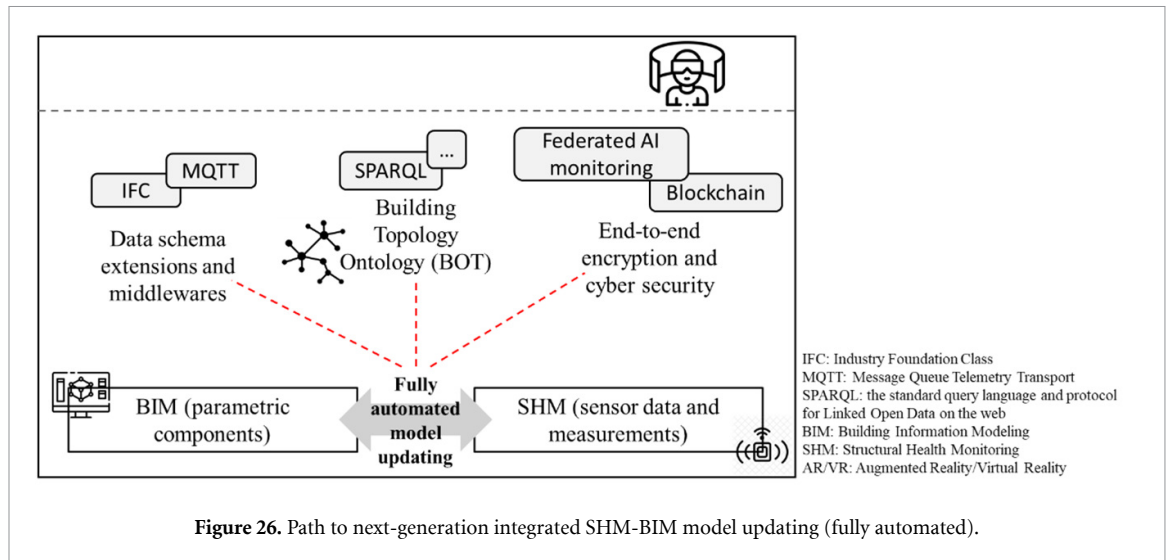 IFC
MQTT
Data schema
extensions and
middlewares
SPARQL
...
Building
Topology
Ontology (BOT)
Federated AI
monitoring
Blockchain
End-to-end
encryption and
cyber security
BIM (parametric
components)
Fully
automated
model
updating
SHM (sensor data and
measurements)
IFC: Industry Foundation Class
MQTT: Message Queue Telemetry Transport
SPARQL: the standard query language and protocol
for Linked Open Data on the web
BIM: Building Information Modeling
SHM: Structural Health Monitoring
AR/VR: Augmented Reality/Virtual Reality
Figure 26. Path to next-generation integrated SHM-BIM model updating (fully automated).